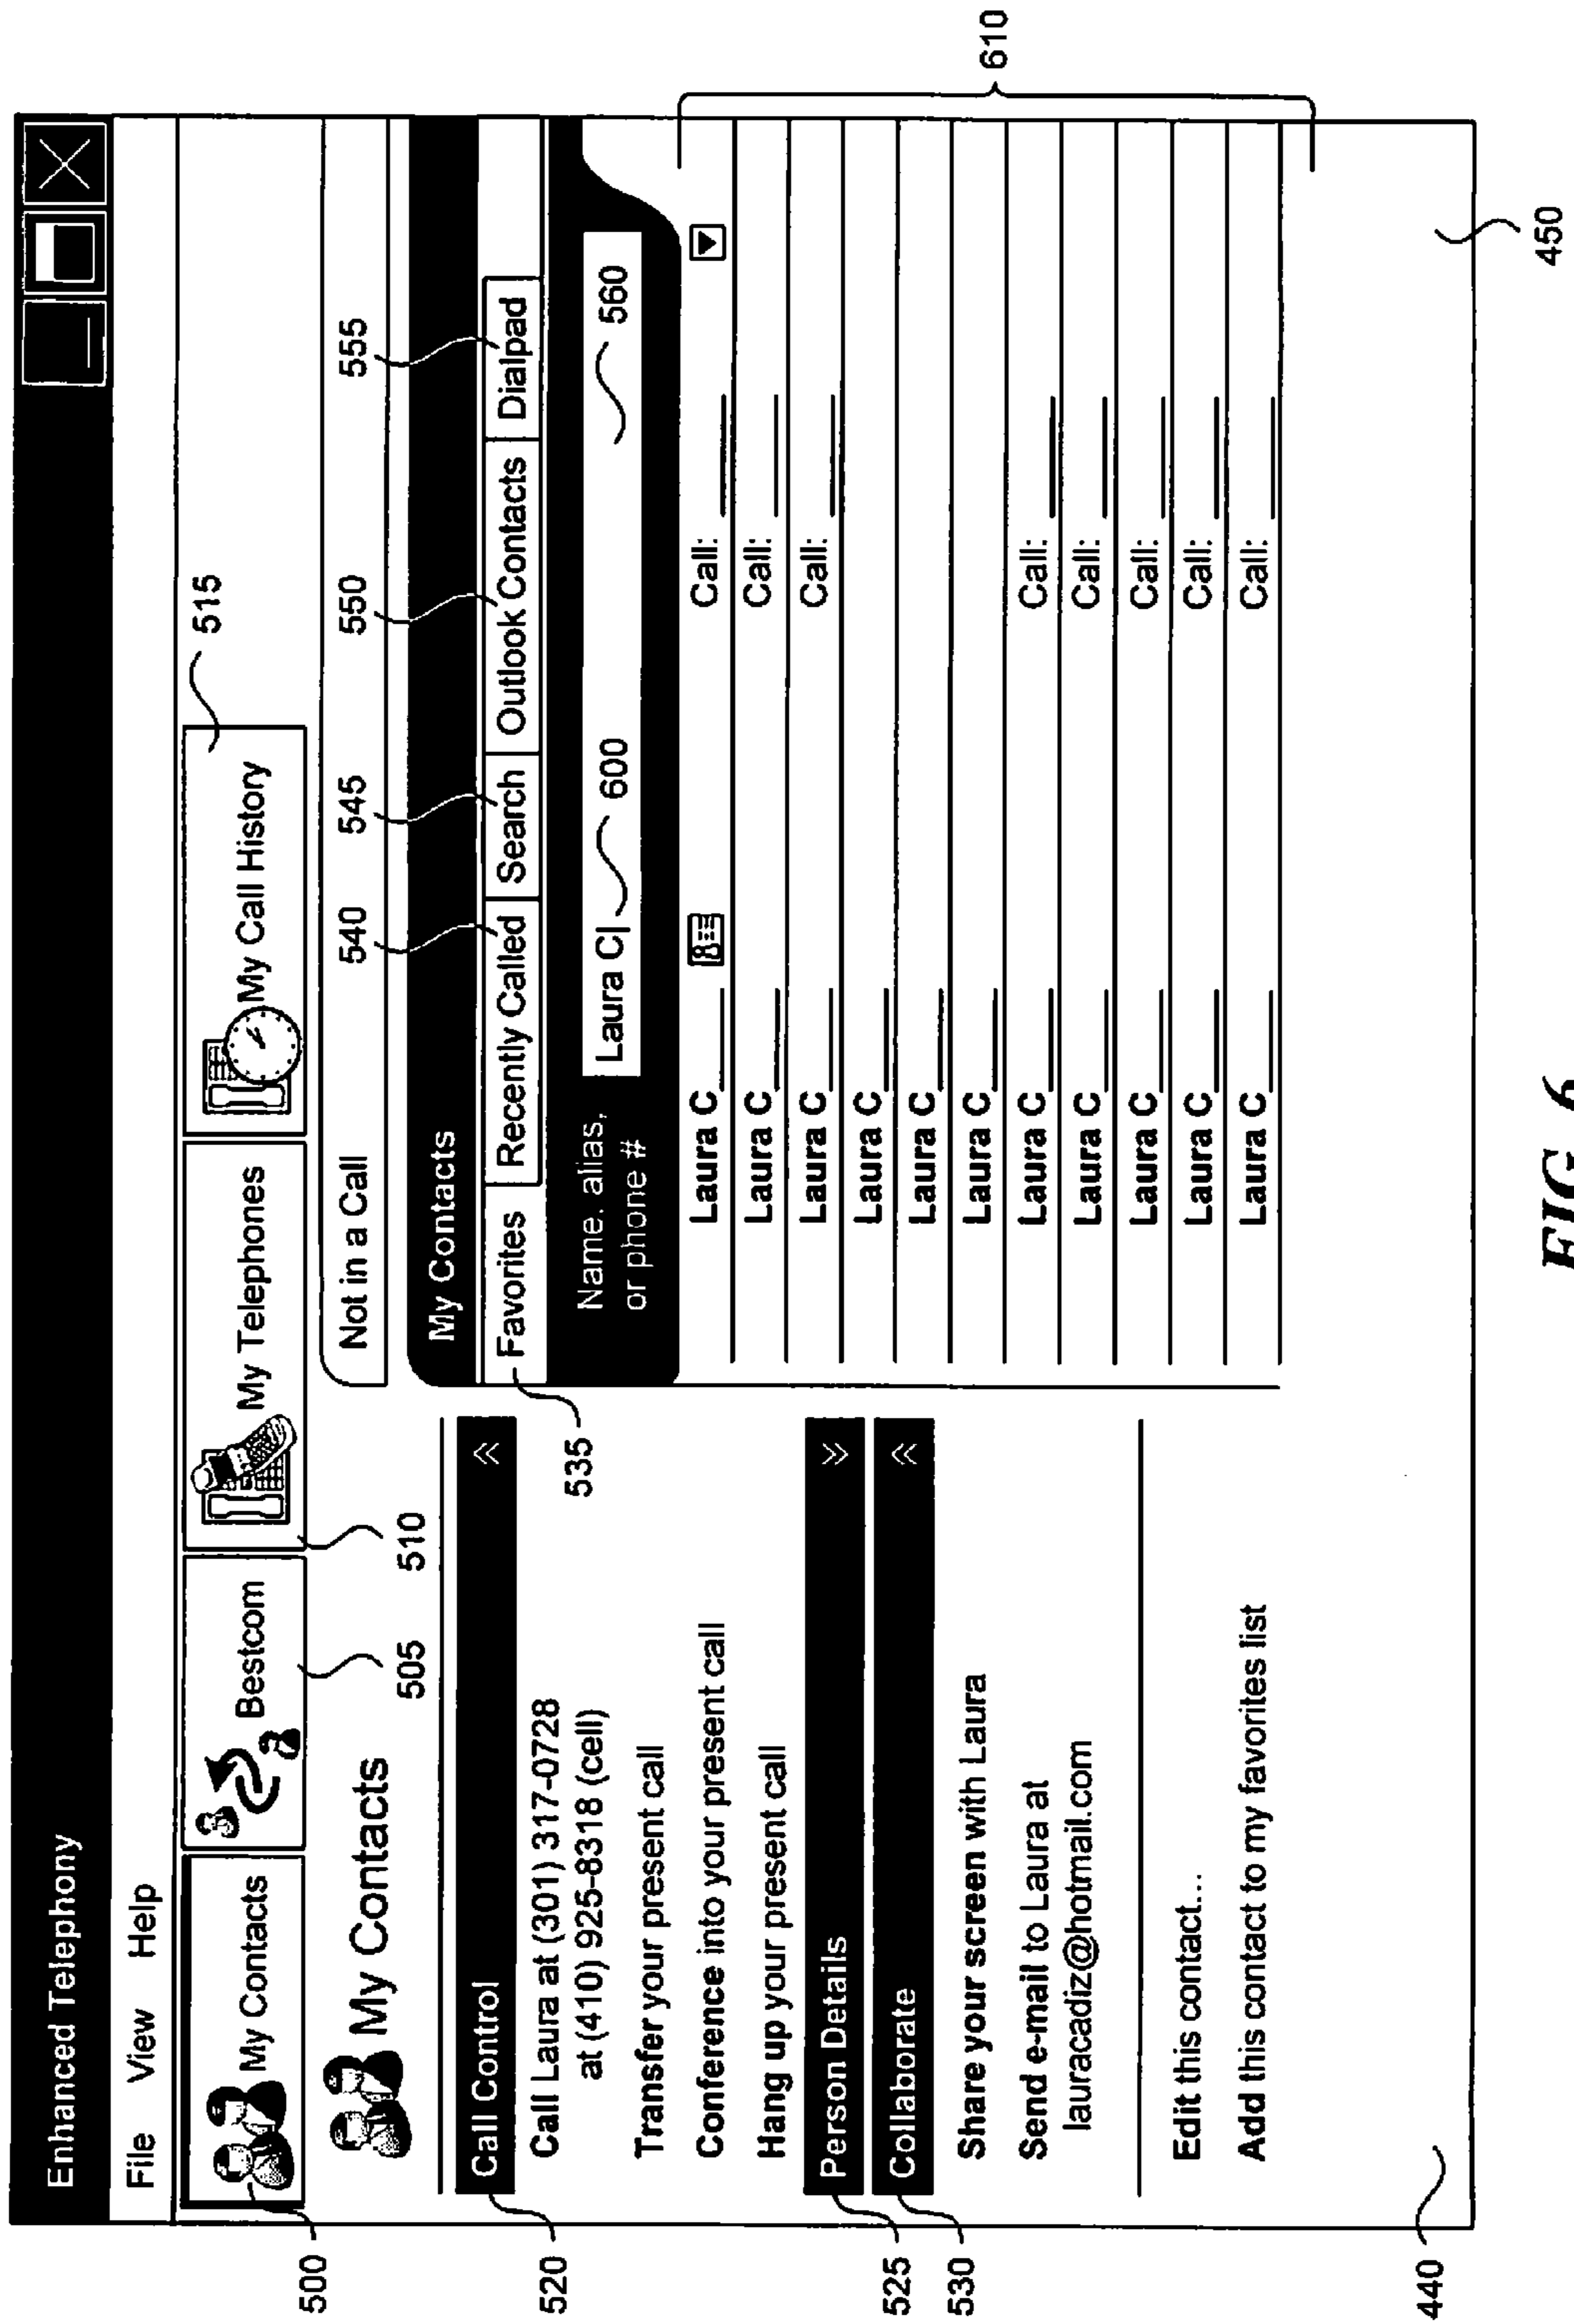 Enhanced Telephony
File View Help
My Contacts
Bestcom
My Telephones
My Call History
515
500
505
510
My Contacts
Not in a Call
540
545
550
555
520
Call Control
Call Laura at (301) 317-0728
at (410) 925-8318 (cell)
Transfer your present call
Conference into your present call
Hang up your present call
525
Person Details
530
Collaborate
Share your screen with Laura
Send e-mail to Laura at
lauracadiz@hotmail.com
Edit this contact...
Add this contact to my favorites list
440
My Contacts
Favorites
Recently Called
Search
Outlook Contacts
Dialpad
535
Name, alias,
or phone #
Laura C
600
560
Laura C Call:
Laura C Call:
Laura C Call:
Laura C
Laura C
Laura C
Laura C Call:
Laura C Call:
Laura C Call:
Laura C Call:
Laura C Call:
610
450
FIG. 6